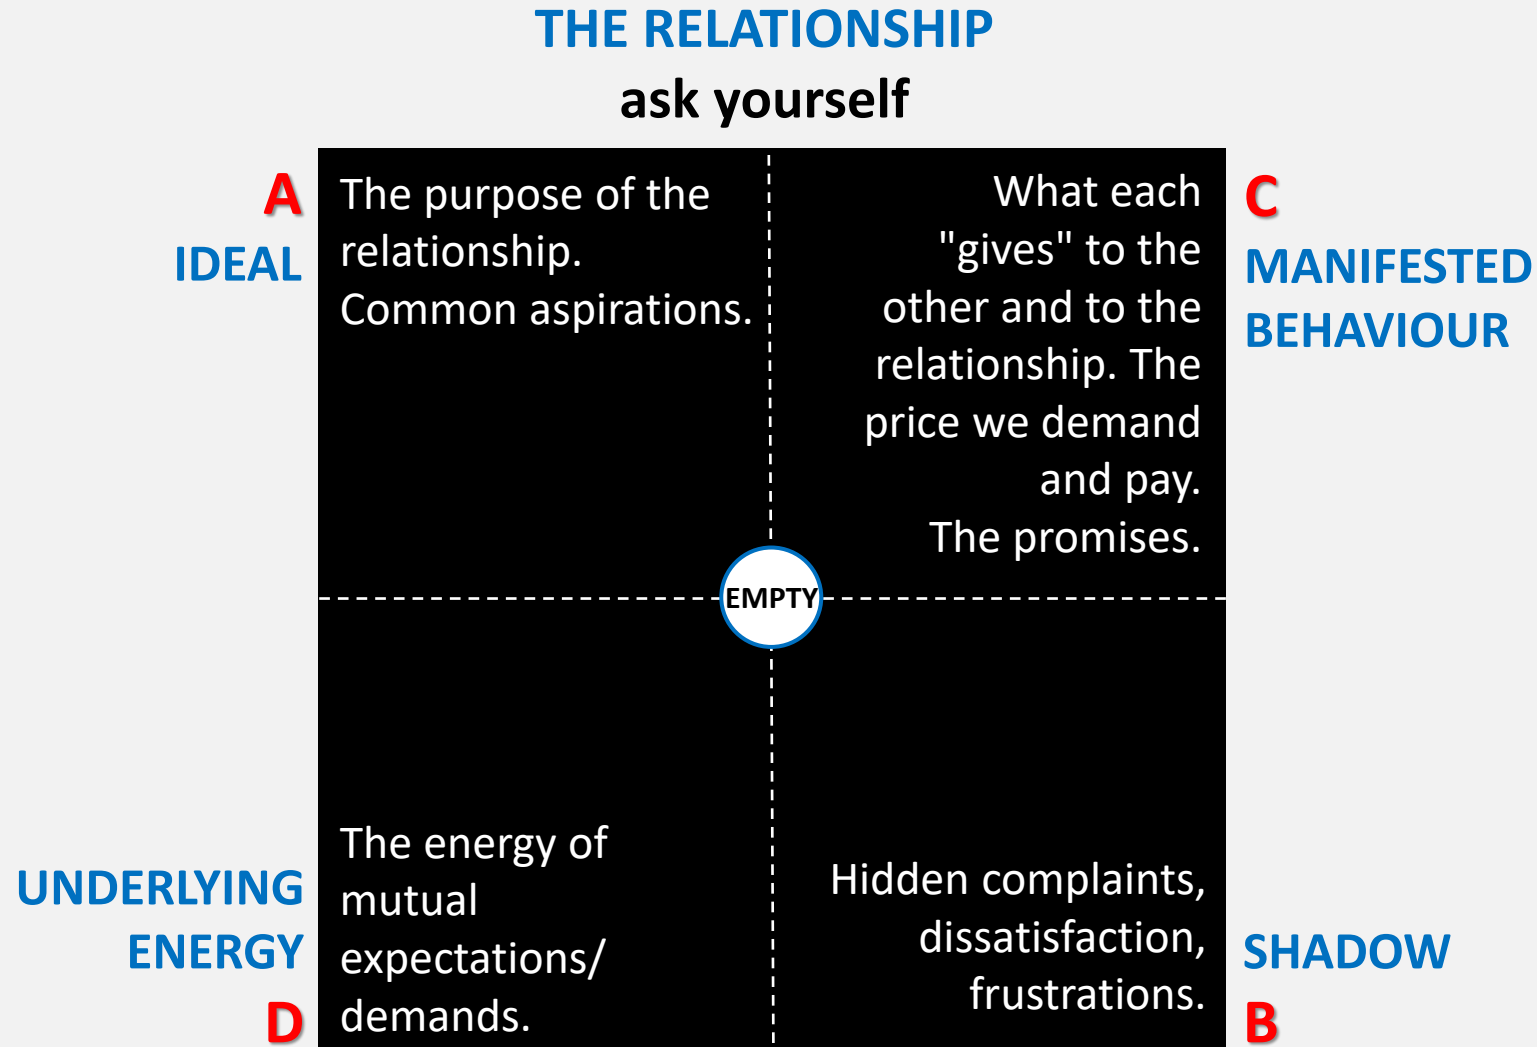 THE RELATIONSHIP
ask yourself
A
IDEAL
The purpose of the
relationship.
Common aspirations.
What each
"gives" to the
other and to the
relationship. The
price we demand
and pay.
The promises.
C
MANIFESTED
BEHAVIOUR
EMPTY
UNDERLYING
ENERGY
D
The energy of
mutual
expectations/
demands.
Hidden complaints,
dissatisfaction,
frustrations.
SHADOW
B